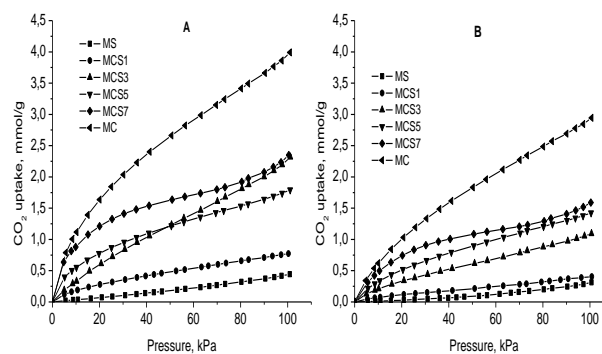 A
4,5
4,0
3,5
3,0
2,5
2,0
1,5
1,0
0,5
0,0
CO2 uptake, mmol/g
MS
MCS1
MCS3
MCS5
MCS7
MC
0 20 40 60 80 100
Pressure, kPa
B
4,5
4,0
3,5
3,0
2,5
2,0
1,5
1,0
0,5
0,0
CO2 uptake, mmol/g
MS
MCS1
MCS3
MCS5
MCS7
MC
0 20 40 60 80 100
Pressure, kPa